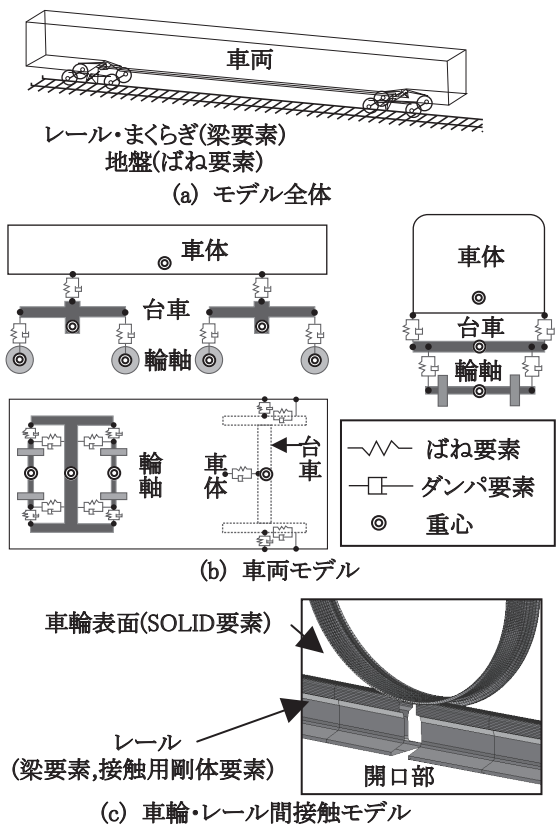 車両
レール・まくらぎ(梁要素)
地盤(ばね要素)
(a) モデル全体
車体
台車
輪軸
車体
台車
輪軸
輪軸
車体
台車
ばね要素
ダンパ要素
重心
(b) 車両モデル
車輪表面(SOLID要素)
レール
(梁要素,接触用剛体要素)
開口部
(c) 車輪・レール間接触モデル